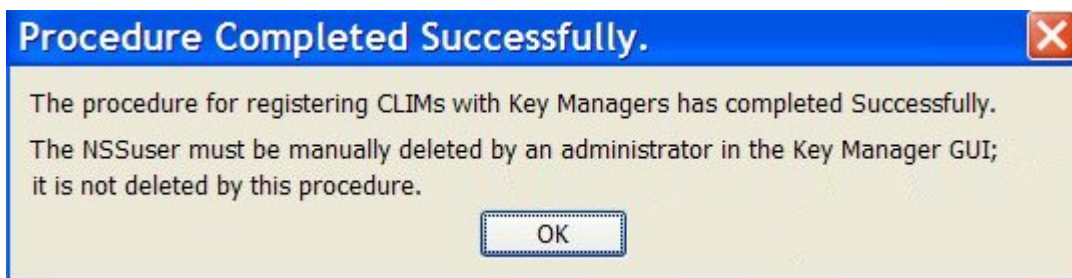 Procedure Completed Successfully.
The procedure for registering CLIMs with Key Managers has completed Successfully.
The NSSuser must be manually deleted by an administrator in the Key Manager GUI;
it is not deleted by this procedure.
OK